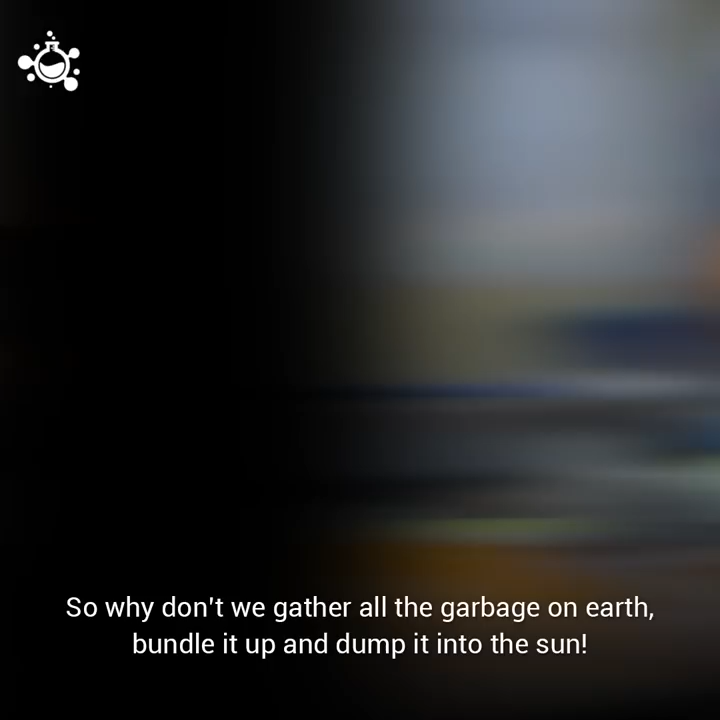 So why don't we gather all the garbage on earth,
bundle it up and dump it into the sun!